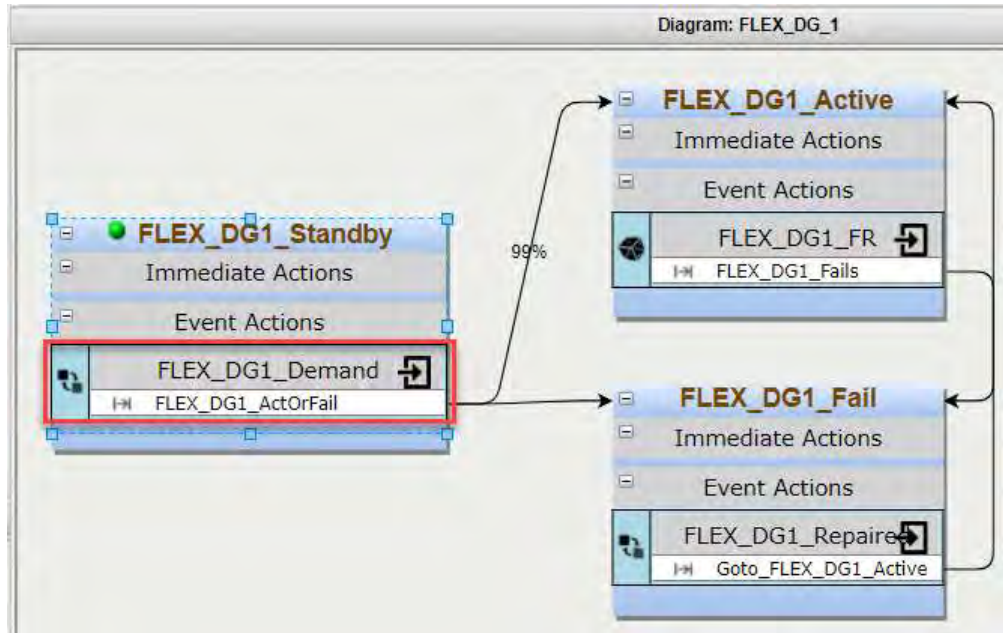 Diagram: FLEX_DG_1
FLEX_DG1_Standby
Immediate Actions
Event Actions
FLEX_DG1_Demand
FLEX_DG1_ActOrFail
99%
FLEX_DG1_Active
Immediate Actions
Event Actions
FLEX_DG1_FR
FLEX_DG1_Fails
FLEX_DG1_Fail
Immediate Actions
Event Actions
FLEX_DG1_Repaired
Goto_FLEX_DG1_Active